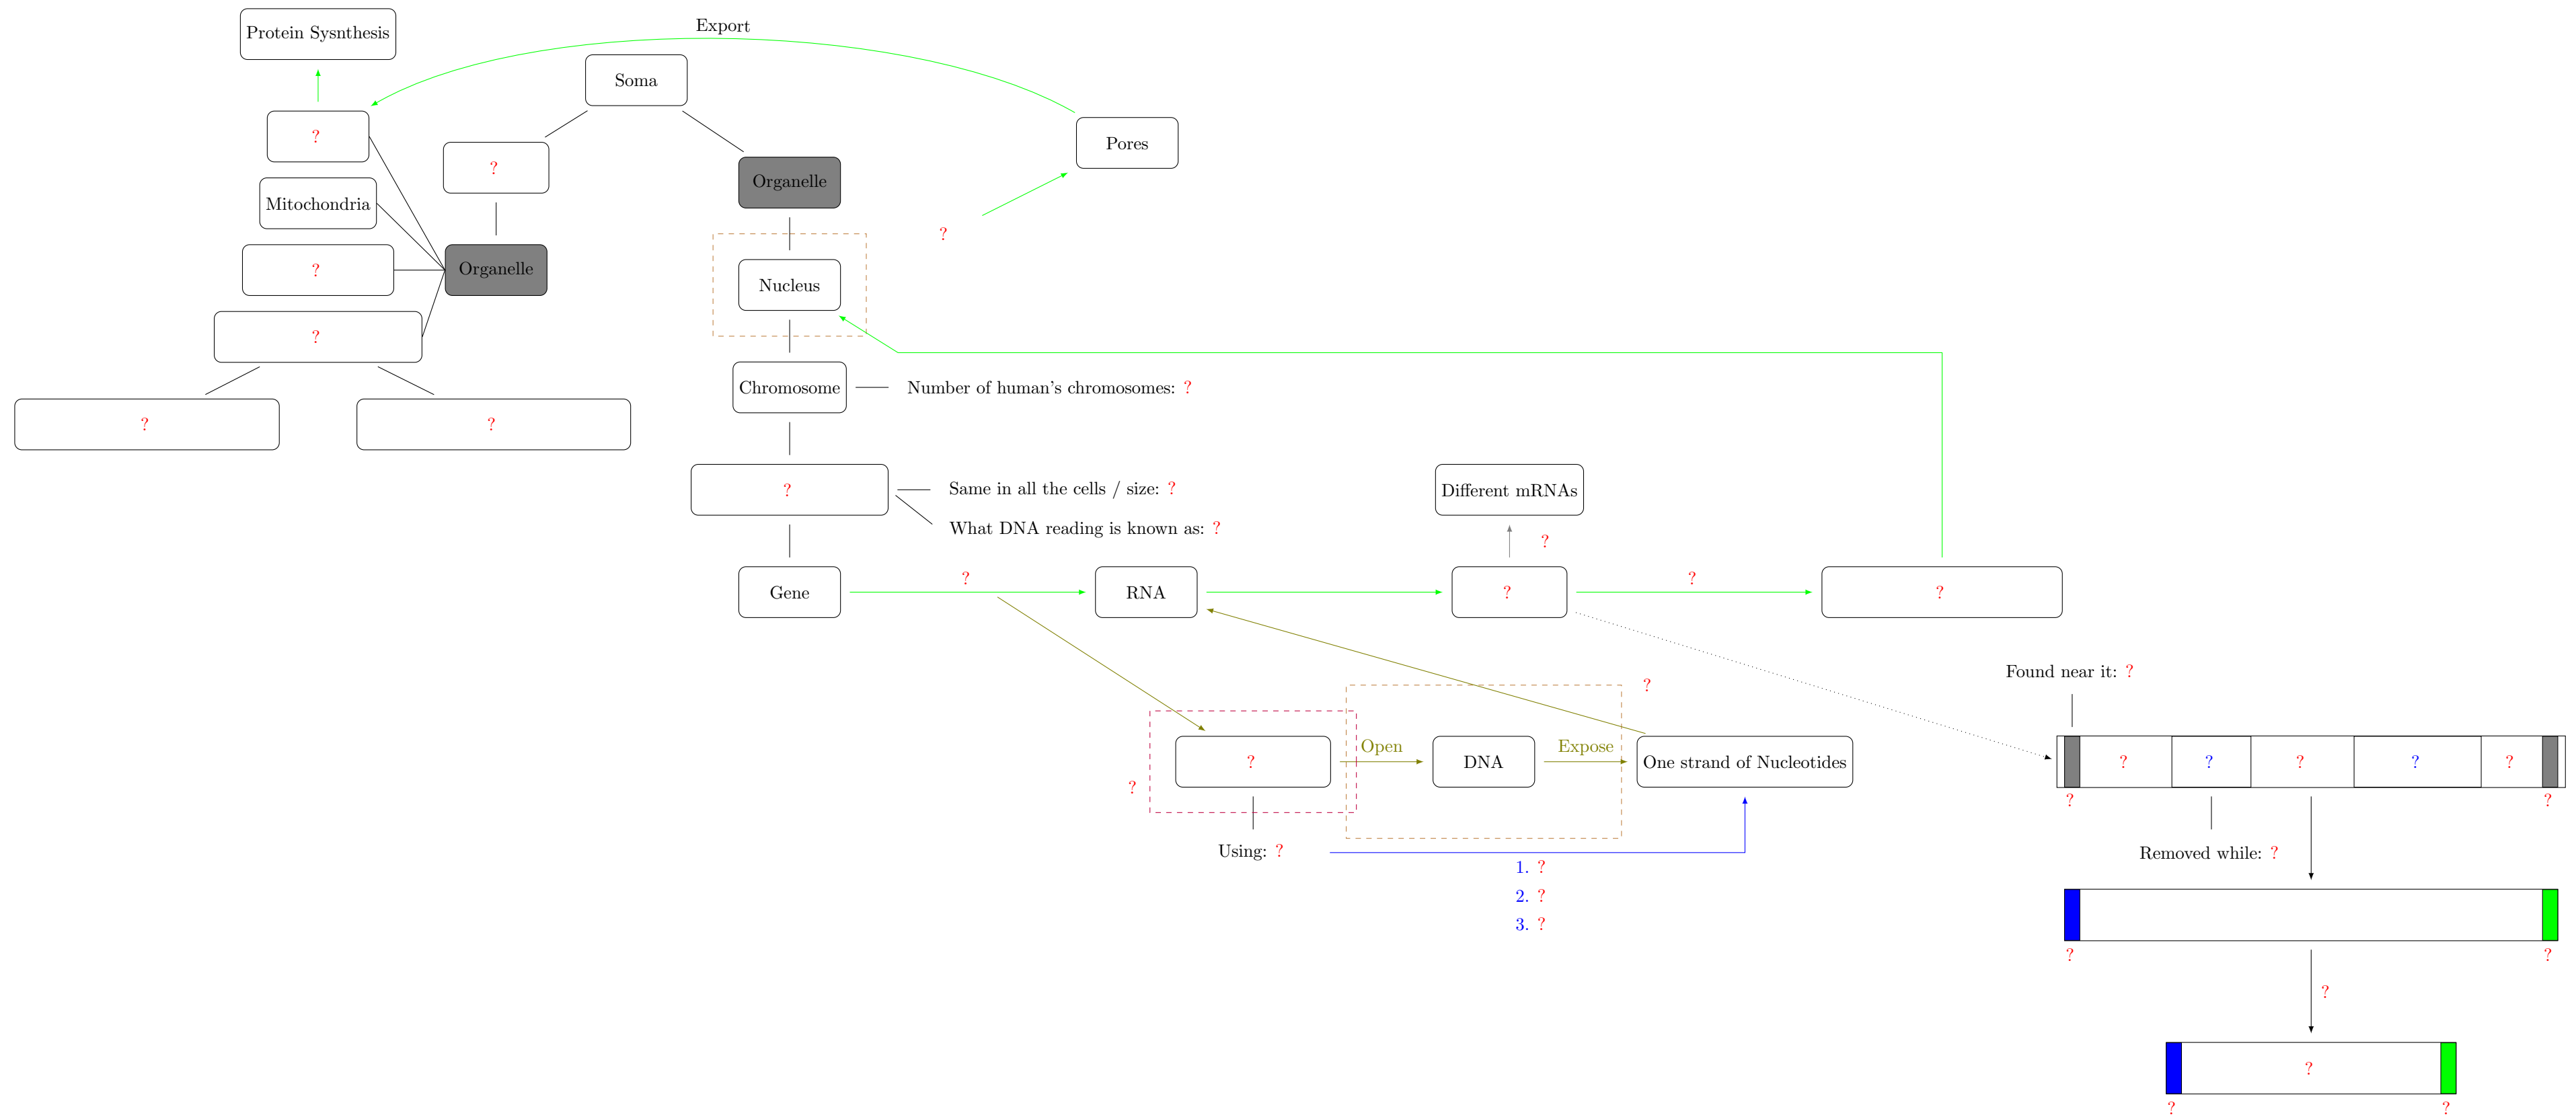 Export
Protein Sysnthesis
Soma
?
Pores
?
Organelle
Mitochondria
?
?
Organelle
Nucleus
?
Chromosome
Number of human's chromosomes: ?
?
?
?
Same in all the cells / size: ?
Different mRNAs
What DNA reading is known as: ?
?
Gene
?
RNA
?
?
?
Found near it: ?
?
?
Open
DNA
Expose
One strand of Nucleotides
?
?
?
?
?
?
?
?
Using: ?
Removed while: ?
1. ?
2. ?
3. ?
?
?
?
?
?
?